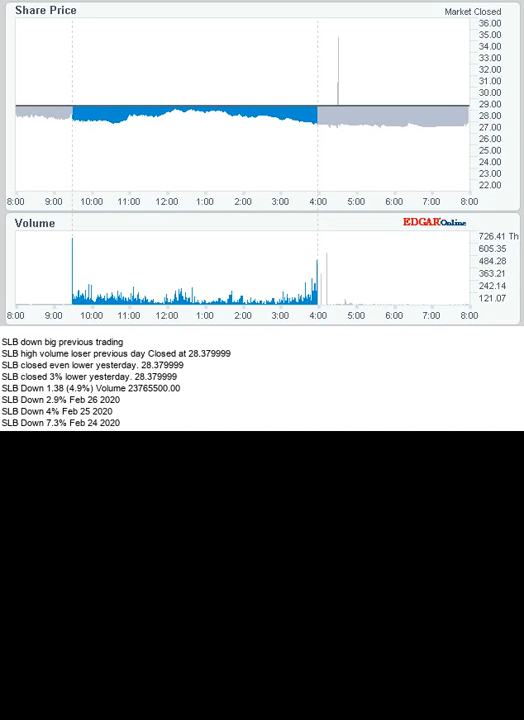 Share Price
Market Closed
36.00
35.00
34.00
33.00
32.00
31.00
30.00
29.00
28.00
27.00
26.00
25.00
24.00
23.00
22.00
8:00 9:00 10:00 11:00 12:00 1:00 2:00 3:00 4:00 5:00 6:00 7:00 8:00
Volume
EDGAR Online
726.41 Th
605.35
484.28
363.21
242.14
121.07
8:00 9:00 10:00 11:00 12:00 1:00 2:00 3:00 4:00 5:00 6:00 7:00 8:00
SLB down big previous trading
SLB high volume loser previous day Closed at 28.379999
SLB closed even lower yesterday. 28.379999
SLB closed 3% lower yesterday. 28.379999
SLB Down 1.38 (4.9%) Volume 23765500.00
SLB Down 2.9% Feb 26 2020
SLB Down 4% Feb 25 2020
SLB Down 7.3% Feb 24 2020